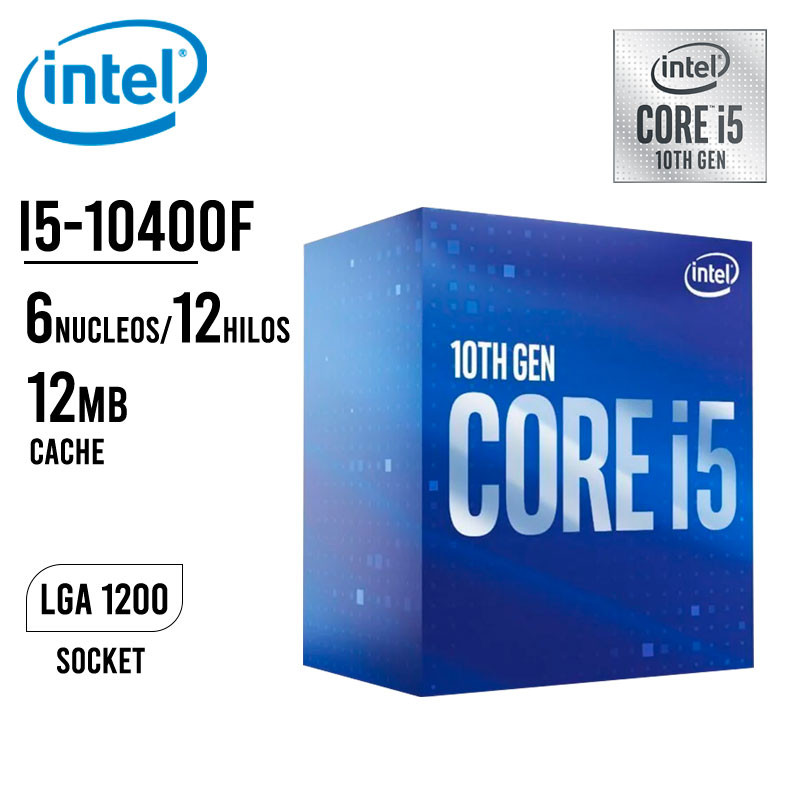 intel®
intel®
CORE™ i5
10TH GEN
I5-10400F
6NUCLEOS/12HILOS
12MB
CACHE
LGA 1200
SOCKET
intel®
10TH GEN
CORE i5